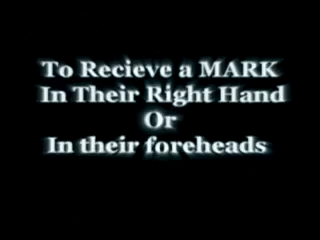 To Recieve a MARK
In Their Right Hand
Or
In their foreheads